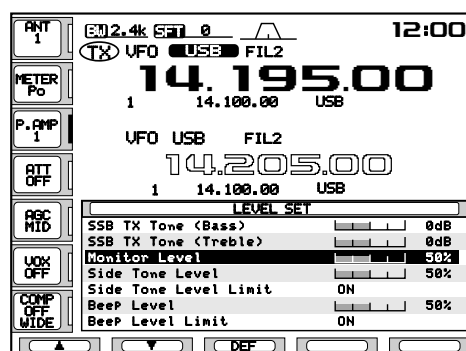 ANT 1
BW 2.4k SFT 0 12:00
TX VFO USB FIL2
METER Po
14.195.00
1 14.100.00 USB
P.AMP 1
VFO USB FIL2
ATT OFF
14.205.00
1 14.100.00 USB
LEVEL SET
AGC MID
SSB TX Tone (Bass) 0dB
SSB TX Tone (Treble) 0dB
Monitor Level 50%
VOX OFF
Side Tone Level 50%
Side Tone Level Limit ON
COMP OFF WIDE
Beep Level 50%
Beep Level Limit ON
▲ ▼ DEF